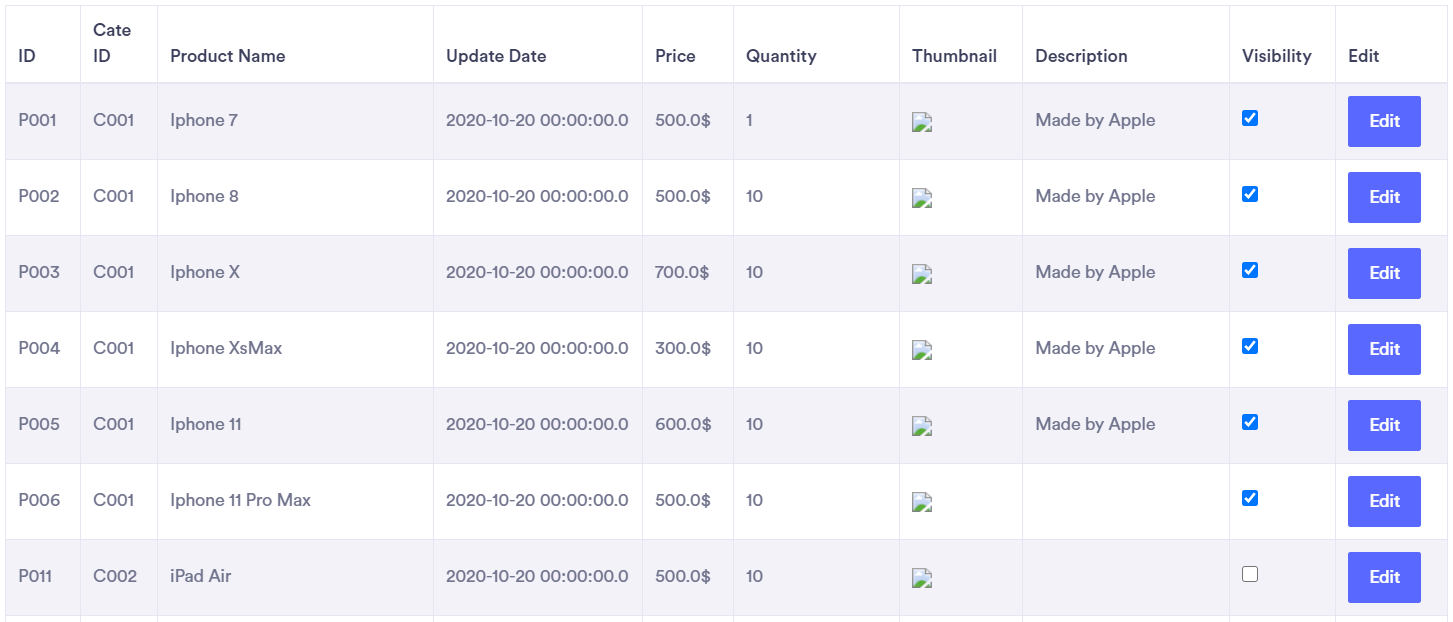 ID Cate ID Product Name Update Date Price Quantity Thumbnail Description Visibility Edit
P001 C001 Iphone 7 2020-10-20 00:00:00.0 500.0$ 1 Made by Apple Edit
P002 C001 Iphone 8 2020-10-20 00:00:00.0 500.0$ 10 Made by Apple Edit
P003 C001 Iphone X 2020-10-20 00:00:00.0 700.0$ 10 Made by Apple Edit
P004 C001 Iphone XsMax 2020-10-20 00:00:00.0 300.0$ 10 Made by Apple Edit
P005 C001 Iphone 11 2020-10-20 00:00:00.0 600.0$ 10 Made by Apple Edit
P006 C001 Iphone 11 Pro Max 2020-10-20 00:00:00.0 500.0$ 10 Edit
P011 C002 iPad Air 2020-10-20 00:00:00.0 500.0$ 10 Edit